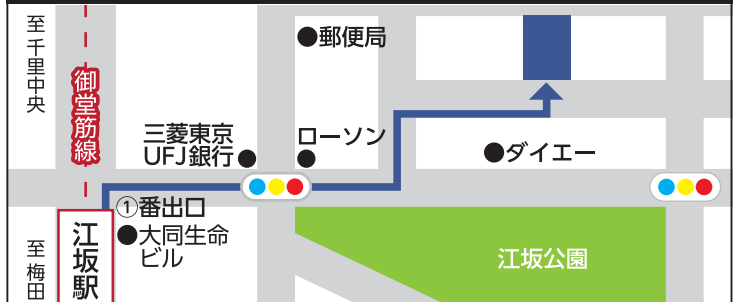 至千里中央
御堂筋線
●郵便局
三菱東京
UFJ銀行●
ローソン
●
●ダイエー
①番出口
●大同生命
ビル
江坂駅
至梅田
江坂公園